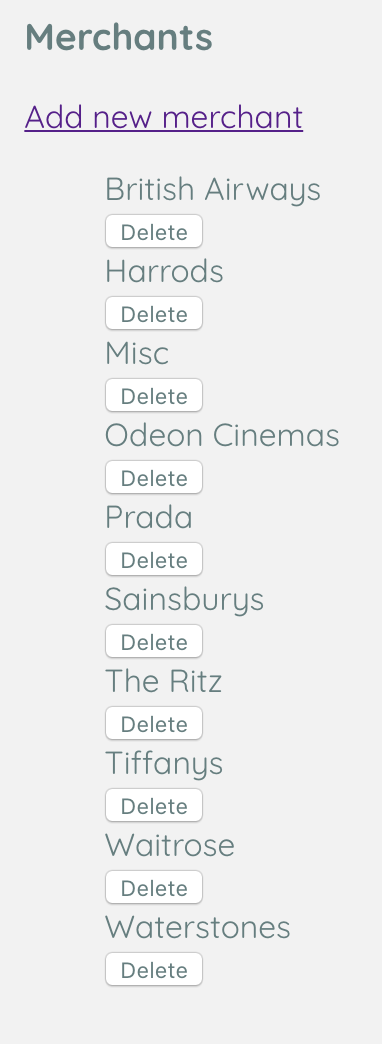 Merchants
Add new merchant
British Airways
Delete
Harrods
Delete
Misc
Delete
Odeon Cinemas
Delete
Prada
Delete
Sainsburys
Delete
The Ritz
Delete
Tiffanys
Delete
Waitrose
Delete
Waterstones
Delete